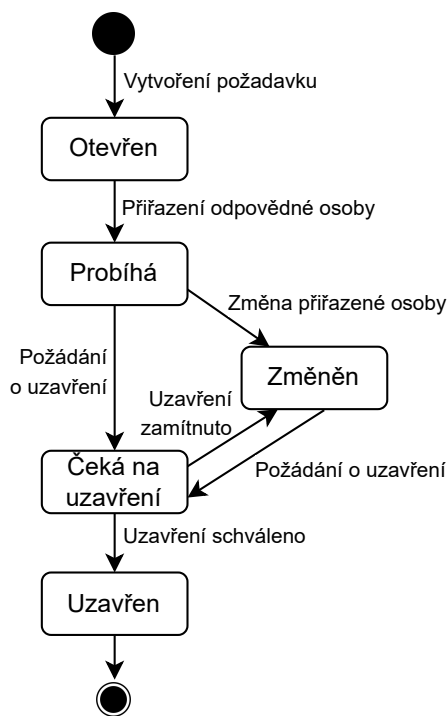 Vytvoření požadavku
Otevřen
Přiřazení odpovědné osoby
Probíhá
Změna přiřazené osoby
Požádání
o uzavření
Změněn
Uzavření
zamítnuto
Čeká na
uzavření
Požádání o uzavření
Uzavření schváleno
Uzavřen